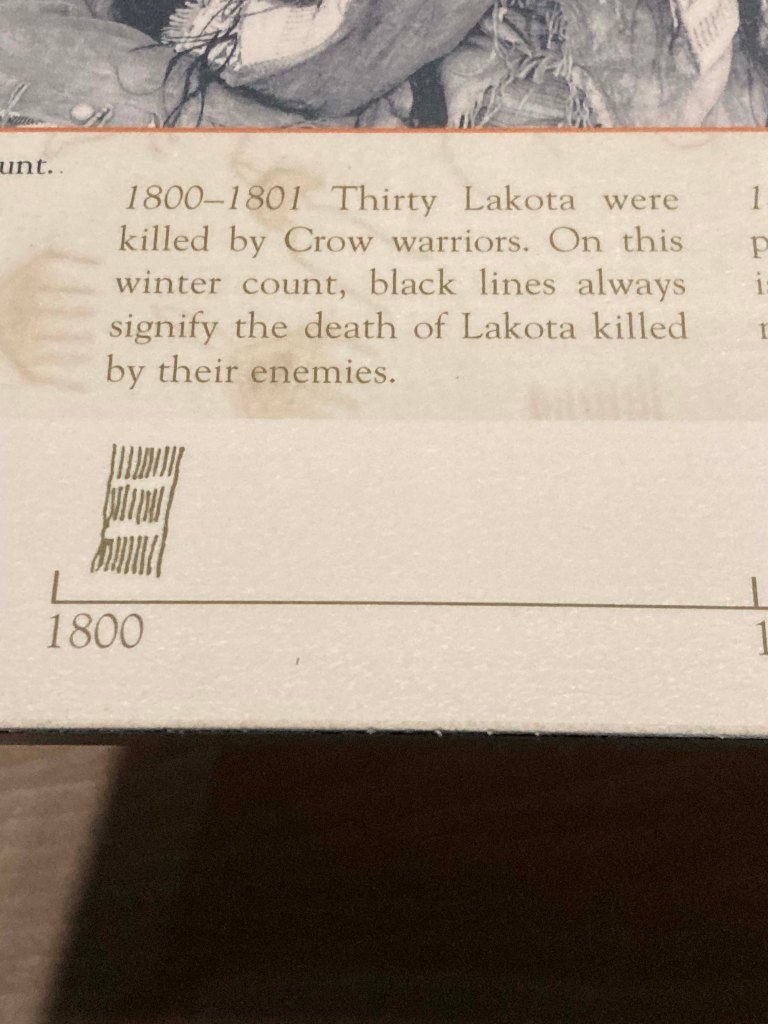 unt.
1800–1801 Thirty Lakota were
killed by Crow warriors. On this
winter count, black lines always
signify the death of Lakota killed
by their enemies.
1800